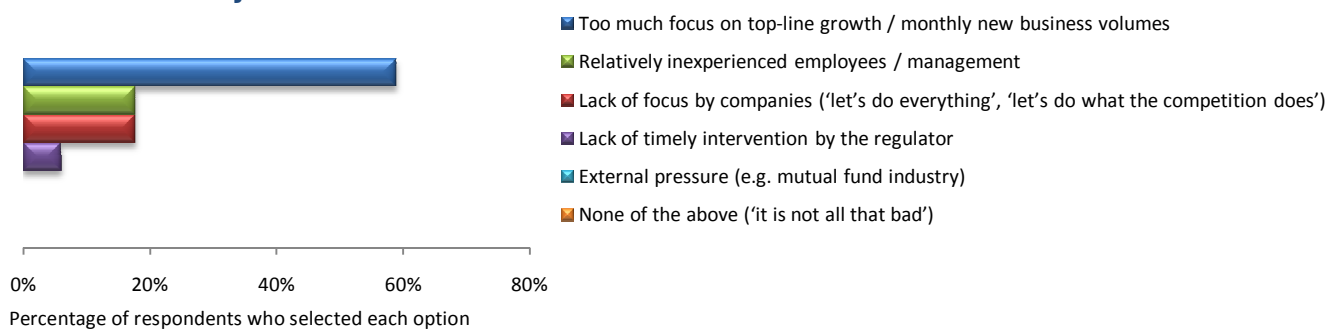 Too much focus on top-line growth / monthly new business volumes
Relatively inexperienced employees / management
Lack of focus by companies (‘let’s do everything’, ‘let’s do what the competition does’)
Lack of timely intervention by the regulator
External pressure (e.g. mutual fund industry)
None of the above (‘it is not all that bad’)
0% 20% 40% 60% 80%
Percentage of respondents who selected each option